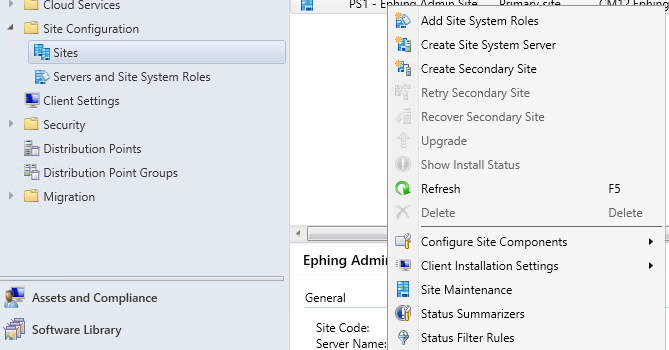 Cloud Services
Site Configuration
Sites
Servers and Site System Roles
Client Settings
Security
Distribution Points
Distribution Point Groups
Migration
Assets and Compliance
Software Library
PS1 - Ephing Admin Site Primary site CM12 Ephing
Add Site System Roles
Create Site System Server
Create Secondary Site
Retry Secondary Site
Recover Secondary Site
Upgrade
Show Install Status
Refresh F5
Delete Delete
Configure Site Components
Client Installation Settings
Site Maintenance
Status Summarizers
Status Filter Rules
Ephing Admin
General
Site Code:
Server Name: